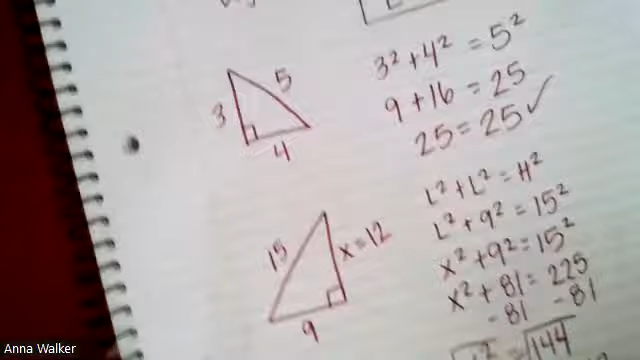 3² + 4² = 5²
9 + 16 = 25
25 = 25 ✓
3
5
4
L² + L² = H²
L² + 9² = 15²
x² + 9² = 15²
x² + 81 = 225
- 81 - 81
15
x = 12
9
√144
Anna Walker